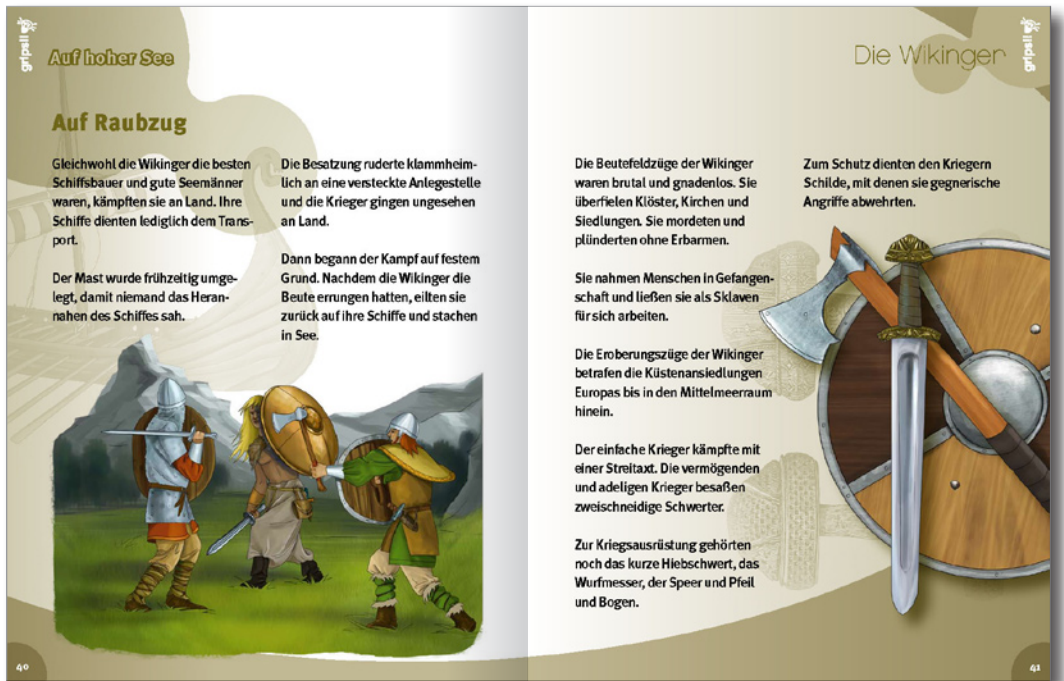 gripsli
Auf hoher See
Auf Raubzug
Gleichwohl die Wikinger die besten
Schiffsbauer und gute Seemänner
waren, kämpften sie an Land. Ihre
Schiffe dienten lediglich dem Trans-
port.
Der Mast wurde frühzeitig umge-
legt, damit niemand das Heran-
nahen des Schiffes sah.
Die Besatzung ruderte klammheim-
lich an eine versteckte Anlegestelle
und die Krieger gingen ungesehen
an Land.
Dann begann der Kampf auf festem
Grund. Nachdem die Wikinger die
Beute errungen hatten, eilten sie
zurück auf ihre Schiffe und stachen
in See.
40
Die Wikinger
gripsli
Die Beutefeldzüge der Wikinger
waren brutal und gnadenlos. Sie
überfielen Klöster, Kirchen und
Siedlungen. Sie mordeten und
plünderten ohne Erbarmen.
Sie nahmen Menschen in Gefangen-
schaft und ließen sie als Sklaven
für sich arbeiten.
Die Eroberungszüge der Wikinger
betrafen die Küstenansiedlungen
Europas bis in den Mittelmeerraum
hinein.
Der einfache Krieger kämpfte mit
einer Streitaxt. Die vermögenden
und adeligen Krieger besaßen
zweischneidige Schwerter.
Zur Kriegsausrüstung gehörten
noch das kurze Hiebschwert, das
Wurfmesser, der Speer und Pfeil
und Bogen.
Zum Schutz dienten den Kriegern
Schilde, mit denen sie gegnerische
Angriffe abwehrten.
41